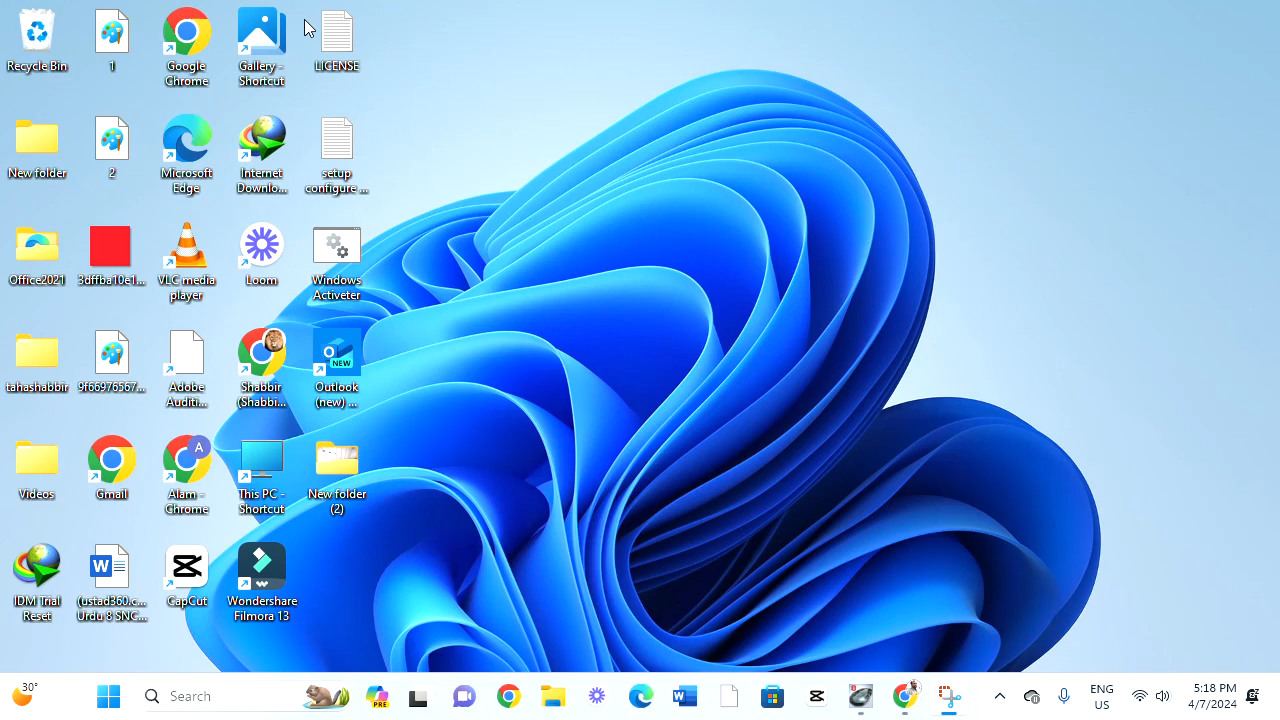 Recycle Bin
1
Google
Chrome
Gallery -
Shortcut
LICENSE
New folder
2
Microsoft
Edge
Internet
Downlo...
setup
configure ...
Office2021
3dffba10e1...
VLC media
player
Loom
Windows
Activeter
tahashabbir
9f66976567...
Adobe
Auditi...
Shabbir
(Shabbi...
NEW
Outlook
(new) ...
Videos
Gmail
A
Alam -
Chrome
This PC -
Shortcut
New folder
(2)
IDM Trial
Reset
(ustad360.c...
Urdu 8 SNC...
CapCut
Wondershare
Filmora 13
30°
Search
PRE
ENG
US
5:18 PM
4/7/2024